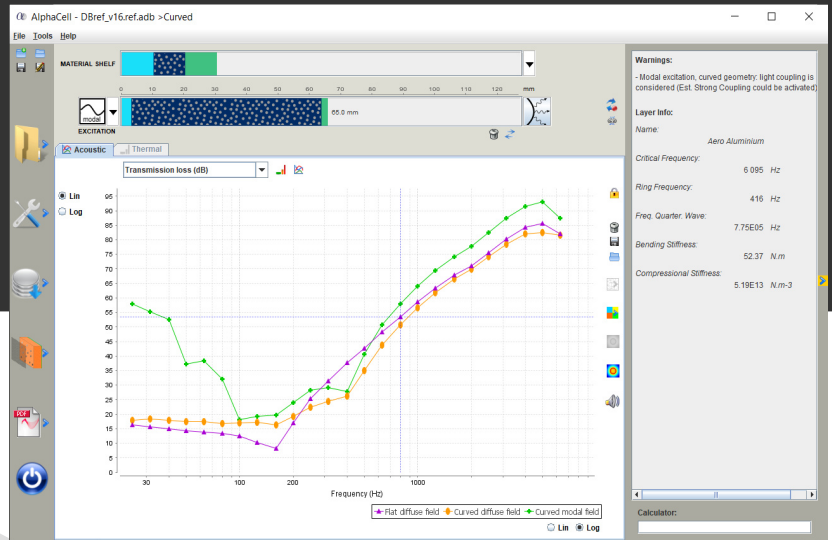 AlphaCell - DBref_v16.ref.adb >Curved
File Tools Help
MATERIAL SHELF
0 10 20 30 40 50 60 70 80 90 100 110 120 mm
modal
65.0 mm
EXCITATION
Acoustic Thermal
Transmission loss (dB)
Lin
Log
95
90
85
80
75
70
65
60
55
50
45
40
35
30
25
20
15
10
5
0
30 100 200 1000
Frequency (Hz)
Flat diffuse field Curved diffuse field Curved modal field
Lin Log
PDF
Warnings:
- Modal excitation, curved geometry: light coupling is
considered (Est. Strong Coupling could be activated)
Layer Info:
Name:
Aero Aluminium
Critical Frequency:
6 095 Hz
Ring Frequency:
416 Hz
Freq. Quarter. Wave:
7.75E05 Hz
Bending Stiffness:
52.37 N.m
Compressional Stiffness:
5.19E13 N.m-3
Calculator: